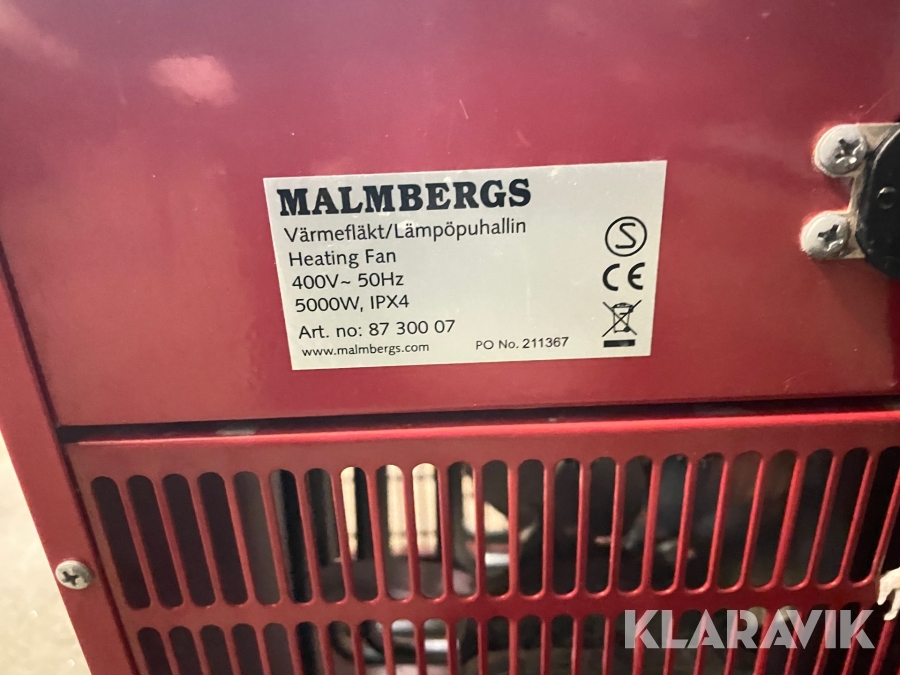 MALMBERGS
Värmefläkt/Lämpöpuhallin
Heating Fan
400V~ 50Hz
5000W, IPX4
Art. no: 87 300 07
www.malmbergs.com PO No. 211367
S
CE
KLARAVIK